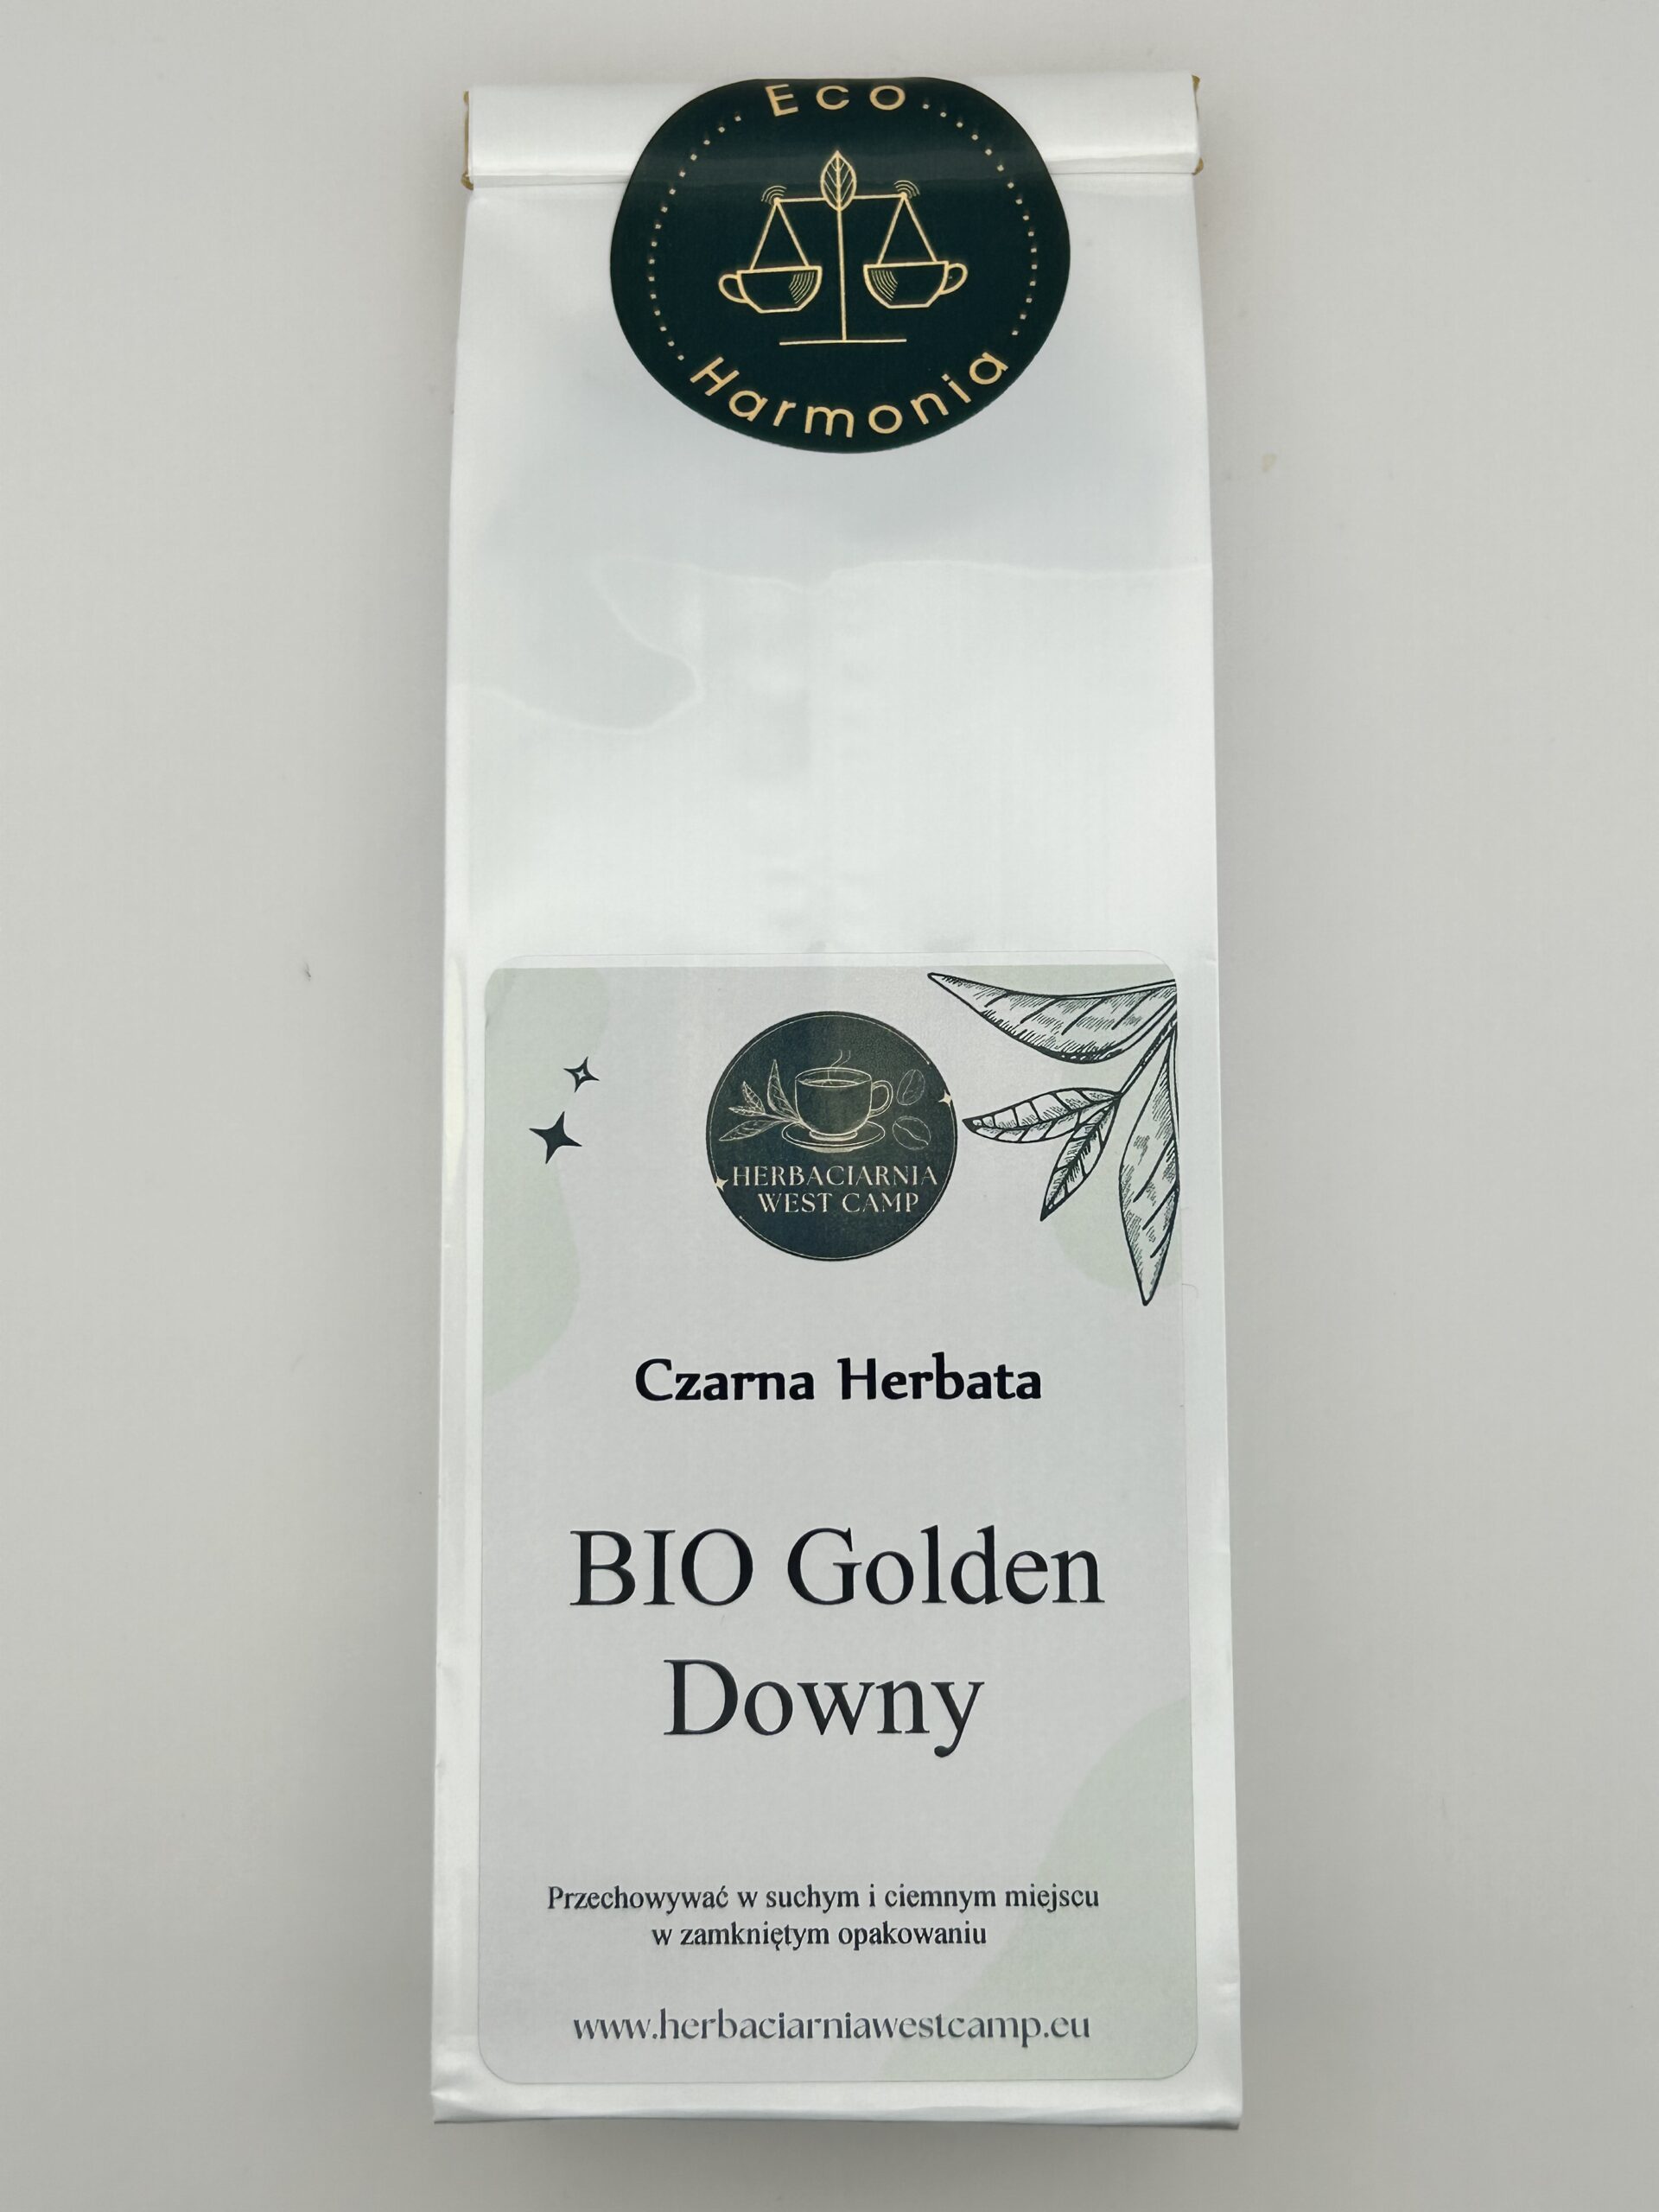 Eco
Harmonia
HERBACIARNIA
WEST CAMP
Czarna Herbata
BIO Golden
Downy
Przechowywać w suchym i ciemnym miejscu
w zamkniętym opakowaniu
www.herbaciarniawestcamp.eu